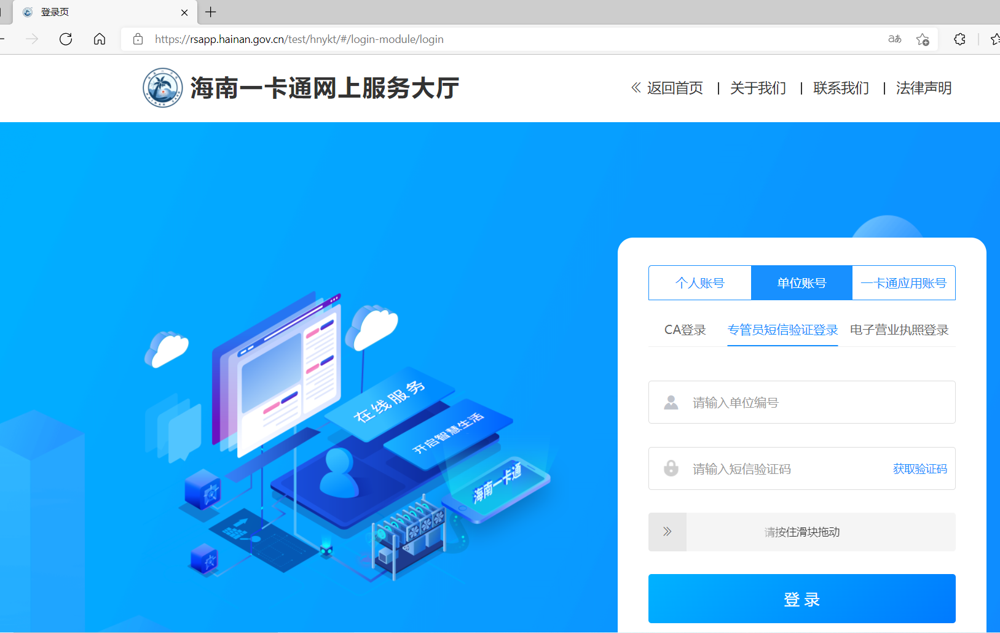 登录页
https://rsapp.hainan.gov.cn/test/hnykt/#/login-module/login
海南一卡通网上服务大厅
返回首页 | 关于我们 | 联系我们 | 法律声明
个人账号 单位账号 一卡通应用账号
CA登录 专管员短信验证登录 电子营业执照登录
请输入单位编号
请输入短信验证码 获取验证码
请按住滑块拖动
登 录
在线服务
开启智慧生活
海南一卡通